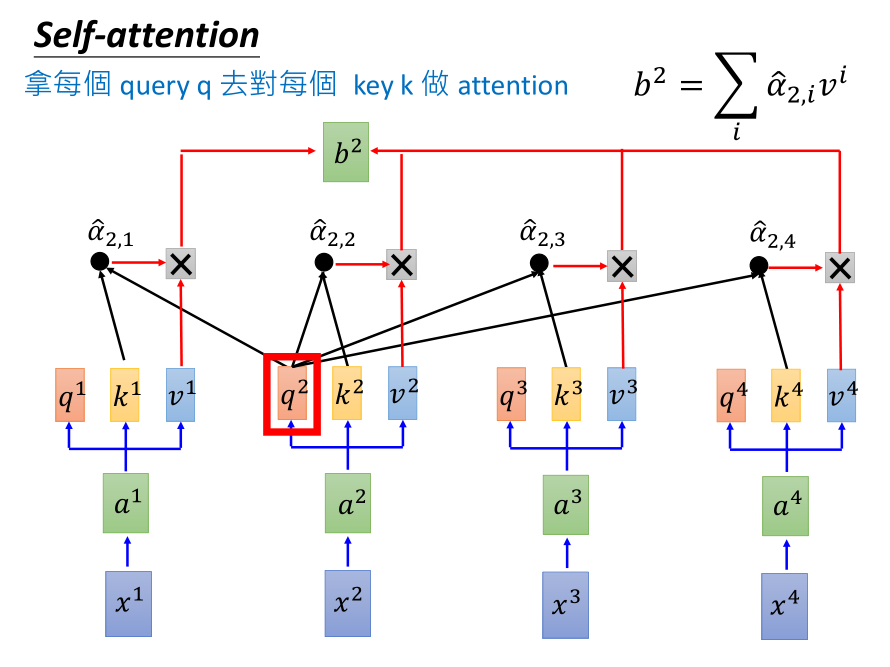 Self-attention
拿每個 query q 去對每個 key k 做 attention
b² = ∑ᵢ α̂₂,ᵢvⁱ
b²
α̂₂,₁ α̂₂,₂ α̂₂,₃ α̂₂,₄
× × × ×
q¹ k¹ v¹ q² k² v² q³ k³ v³ q⁴ k⁴ v⁴
a¹ a² a³ a⁴
x¹ x² x³ x⁴